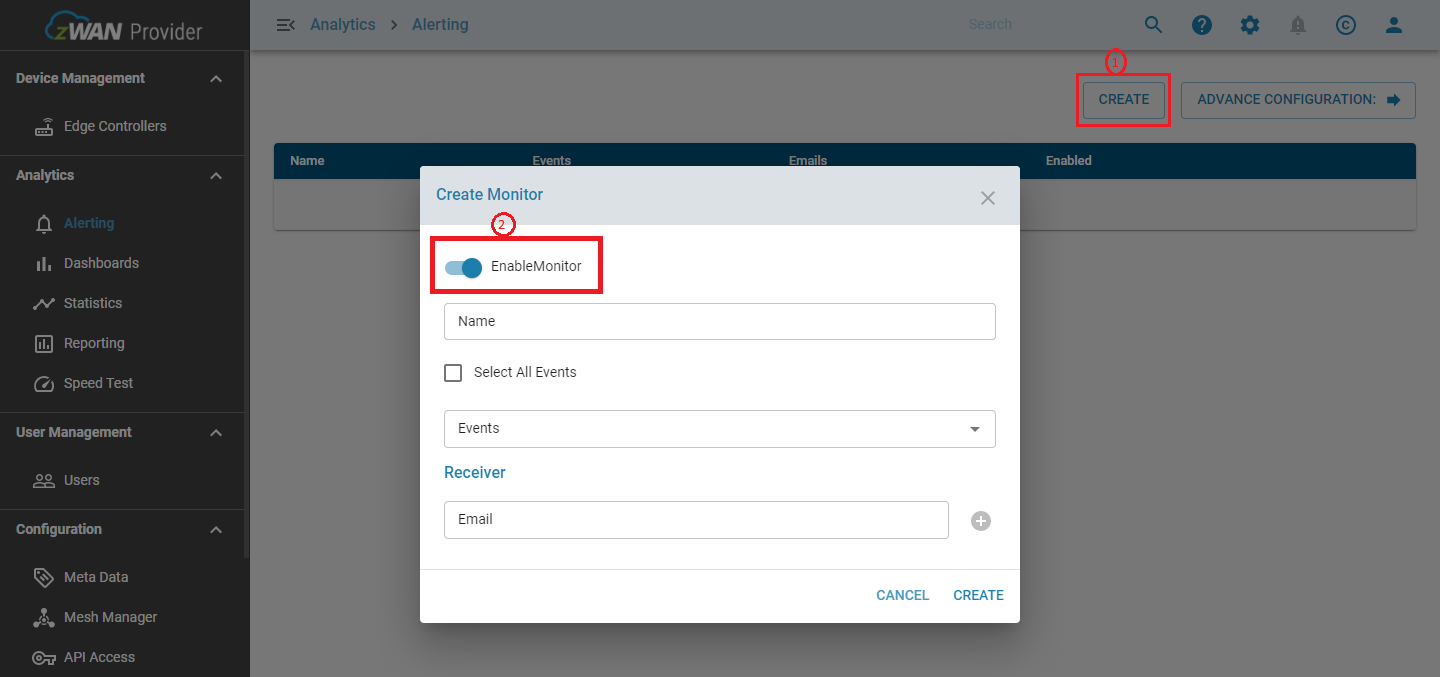 zWAN Provider
Analytics > Alerting
Search
Device Management
Edge Controllers
Analytics
Alerting
Dashboards
Statistics
Reporting
Speed Test
User Management
Users
Configuration
Meta Data
Mesh Manager
API Access
1
CREATE
ADVANCE CONFIGURATION:
Name Events Emails Enabled
Create Monitor
2
EnableMonitor
Name
Select All Events
Events
Receiver
Email
CANCEL CREATE